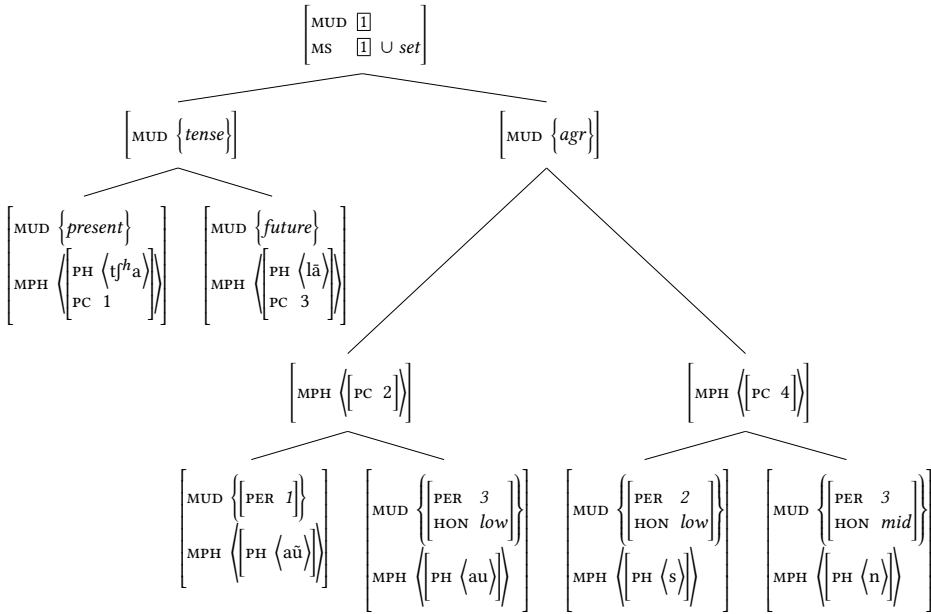 MUD 1
MS 1 ∪ set
MUD {tense}
MUD {agr}
MUD {present}
MPH ⟨[PH ⟨tʃʰa⟩
PC 1]⟩
MUD {future}
MPH ⟨[PH ⟨lā⟩
PC 3]⟩
MPH ⟨[PC 2]⟩
MPH ⟨[PC 4]⟩
MUD {[PER 1]}
MPH ⟨[PH ⟨aũ⟩]⟩
MUD {[PER 3
HON low]}
MPH ⟨[PH ⟨au⟩]⟩
MUD {[PER 2
HON low]}
MPH ⟨[PH ⟨s⟩]⟩
MUD {[PER 3
HON mid]}
MPH ⟨[PH ⟨n⟩]⟩